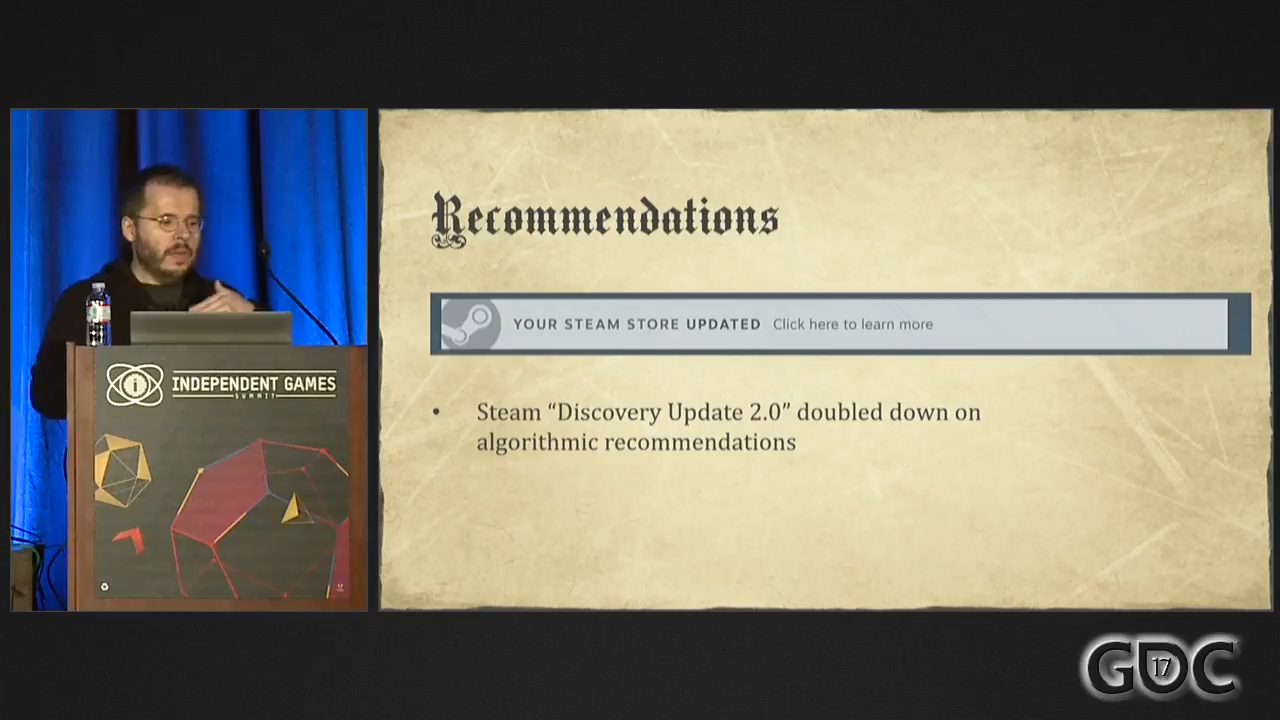 Recommendations
YOUR STEAM STORE UPDATED Click here to learn more
• Steam “Discovery Update 2.0” doubled down on
algorithmic recommendations
i INDEPENDENT GAMES
SUMMIT
GDC
17